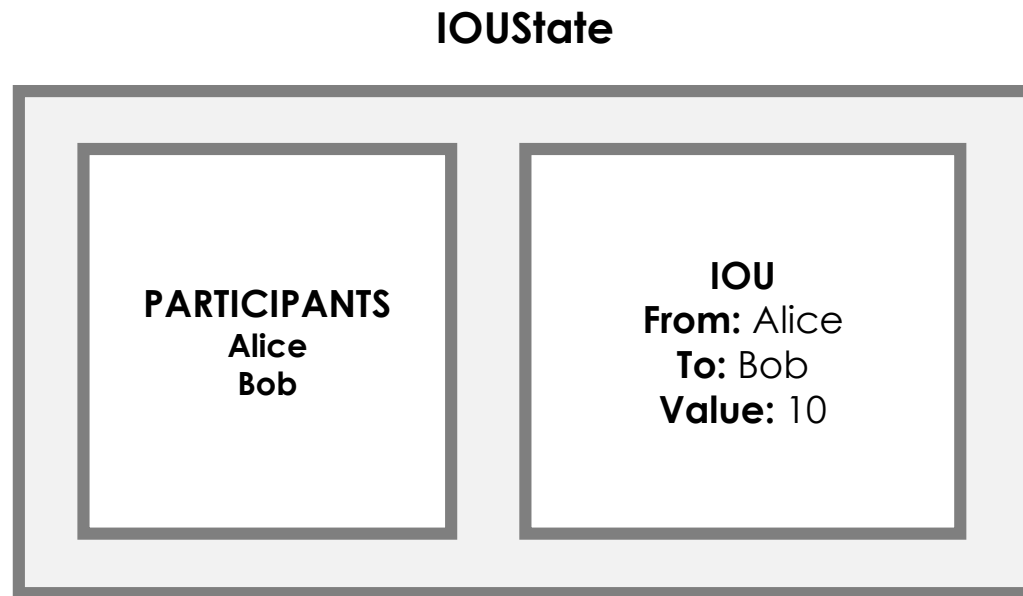 IOUState
PARTICIPANTS
Alice
Bob
IOU
From: Alice
To: Bob
Value: 10